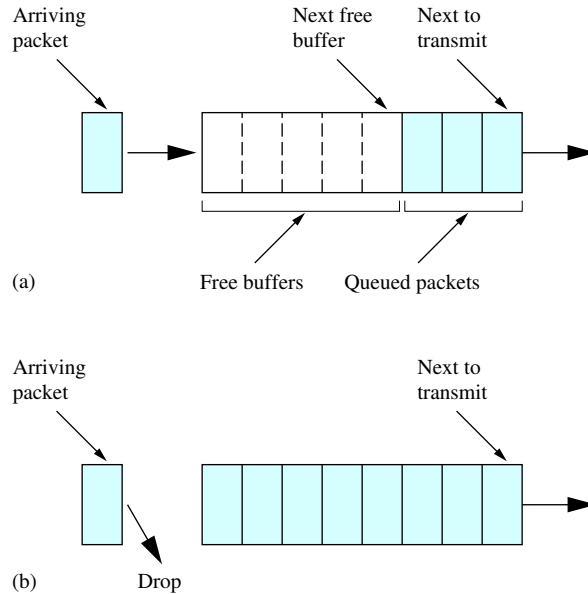 Arriving
packet
Next free
buffer
Next to
transmit
Free buffers
Queued packets
(a)
Arriving
packet
Next to
transmit
(b)
Drop